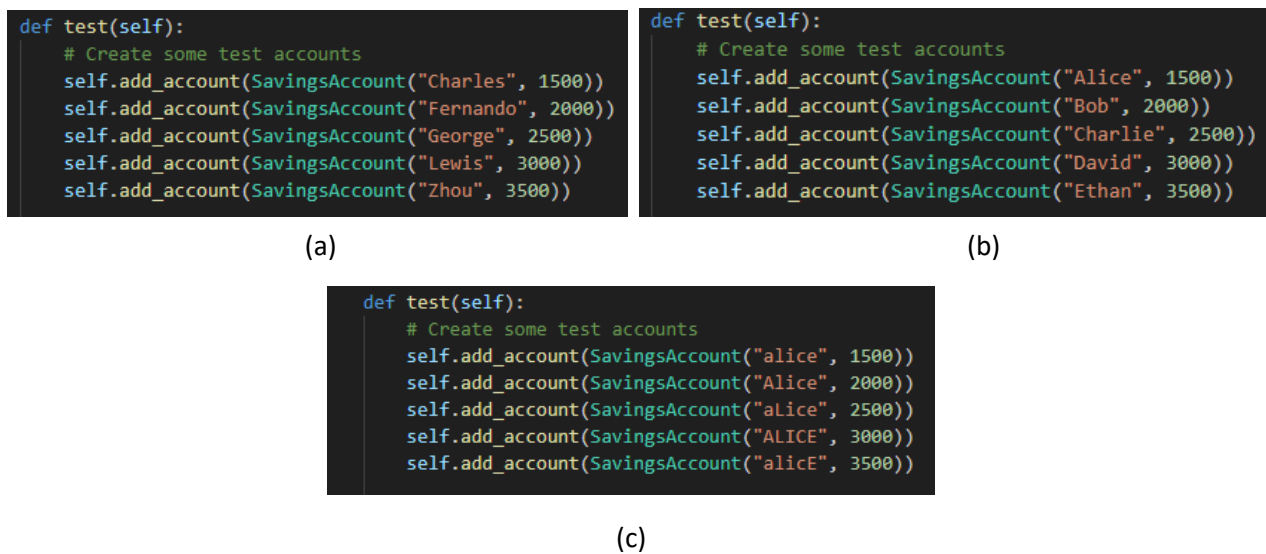 def test(self):
    # Create some test accounts
    self.add_account(SavingsAccount("Charles", 1500))
    self.add_account(SavingsAccount("Fernando", 2000))
    self.add_account(SavingsAccount("George", 2500))
    self.add_account(SavingsAccount("Lewis", 3000))
    self.add_account(SavingsAccount("Zhou", 3500))
(a)
def test(self):
    # Create some test accounts
    self.add_account(SavingsAccount("Alice", 1500))
    self.add_account(SavingsAccount("Bob", 2000))
    self.add_account(SavingsAccount("Charlie", 2500))
    self.add_account(SavingsAccount("David", 3000))
    self.add_account(SavingsAccount("Ethan", 3500))
(b)
def test(self):
    # Create some test accounts
    self.add_account(SavingsAccount("alice", 1500))
    self.add_account(SavingsAccount("Alice", 2000))
    self.add_account(SavingsAccount("aLice", 2500))
    self.add_account(SavingsAccount("ALICE", 3000))
    self.add_account(SavingsAccount("alicE", 3500))
(c)